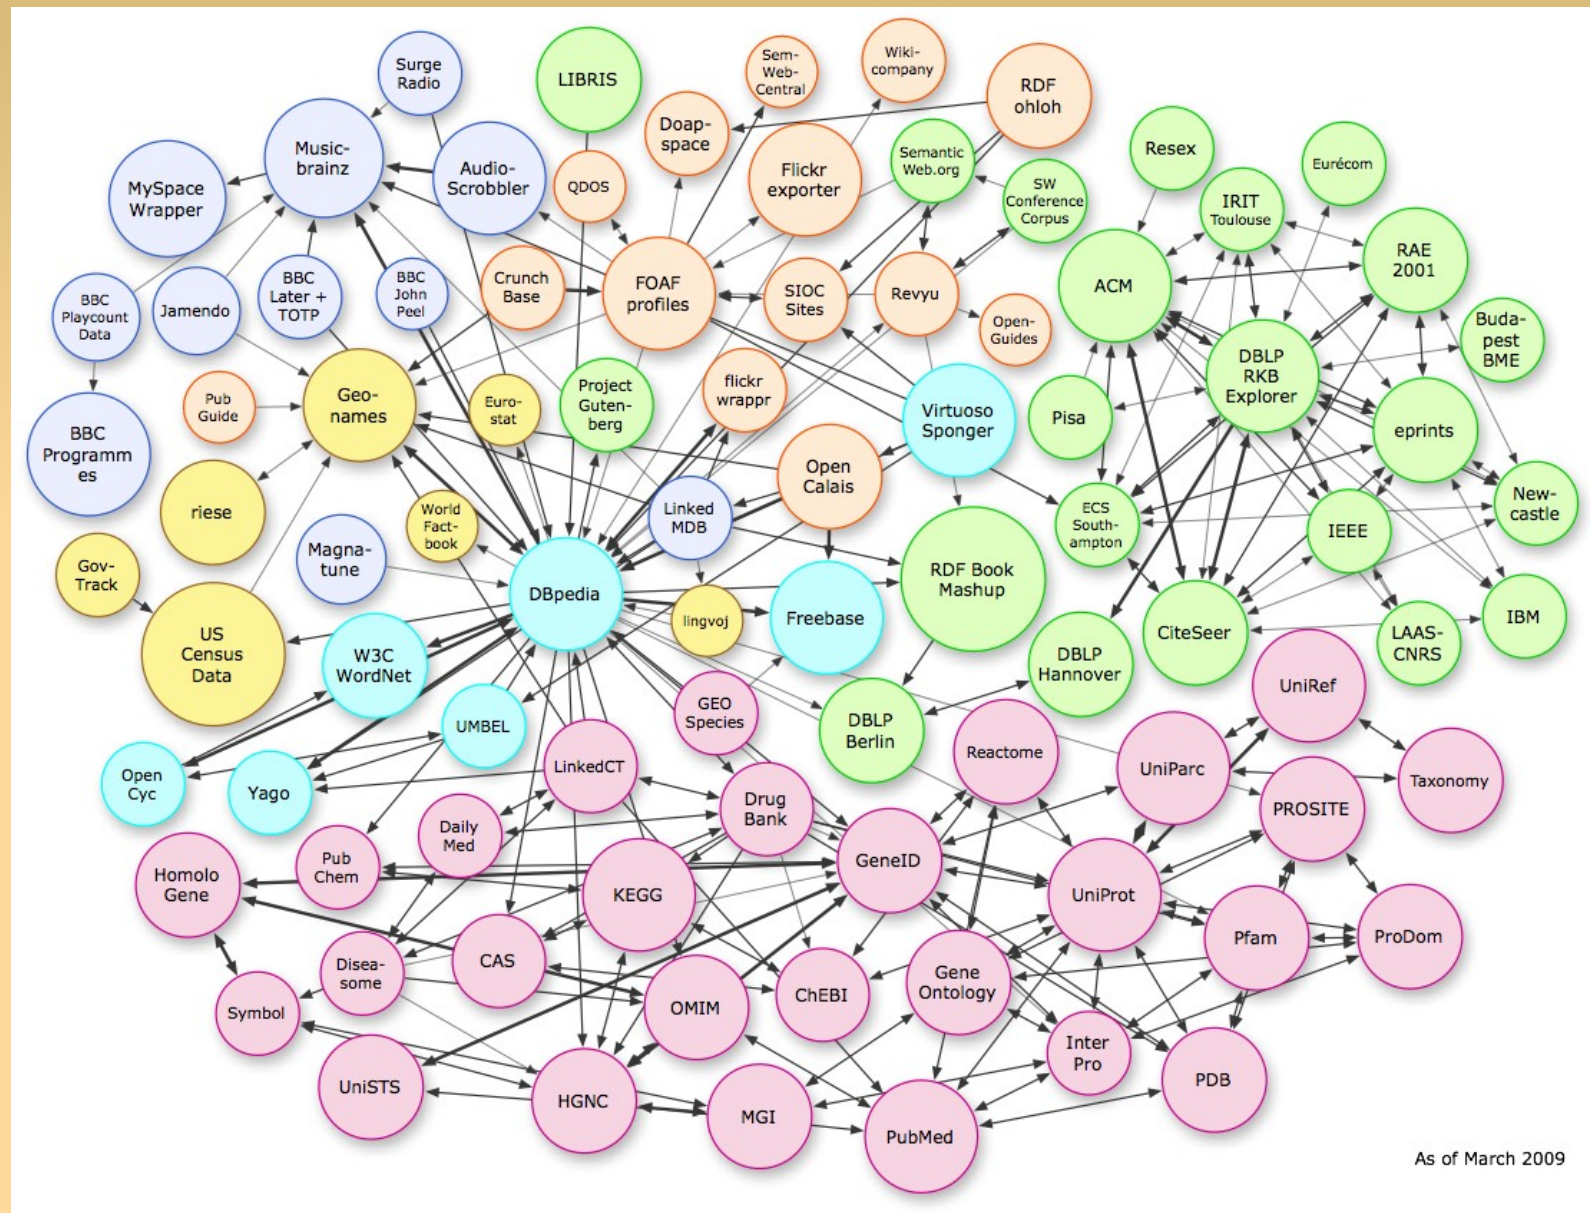 Surge
Radio
LIBRIS
Sem-
Web-
Central
Wiki-
company
RDF
ohloh
Doap-
space
Music-
brainz
MySpace
Wrapper
Audio-
Scrobbler
QDOS
Flickr
exporter
Semantic
Web.org
SW
Conference
Corpus
Resex
Eurécom
IRIT
Toulouse
RAE
2001
ACM
BBC
Playcount
Data
Jamendo
BBC
Later +
TOTP
BBC
John
Peel
Crunch
Base
FOAF
profiles
SIOC
Sites
Revyu
Open-
Guides
Buda-
pest
BME
DBLP
RKB
Explorer
Pub
Guide
Geo-
names
Euro-
stat
Project
Guten-
berg
flickr
wrappr
Virtuoso
Sponger
Pisa
eprints
BBC
Programm
es
riese
World
Fact-
book
Linked
MDB
Open
Calais
ECS
South-
ampton
IEEE
New-
castle
Gov-
Track
Magna-
tune
DBpedia
lingvoj
Freebase
RDF Book
Mashup
CiteSeer
LAAS-
CNRS
IBM
US
Census
Data
W3C
WordNet
GEO
Species
DBLP
Hannover
UniRef
UMBEL
DBLP
Berlin
Reactome
UniParc
Taxonomy
Open
Cyc
Yago
LinkedCT
Drug
Bank
PROSITE
Daily
Med
Pub
Chem
Homolo
Gene
KEGG
GeneID
UniProt
Pfam
ProDom
CAS
Disea-
some
Symbol
OMIM
ChEBI
Gene
Ontology
Inter
Pro
PDB
UniSTS
HGNC
MGI
PubMed
As of March 2009